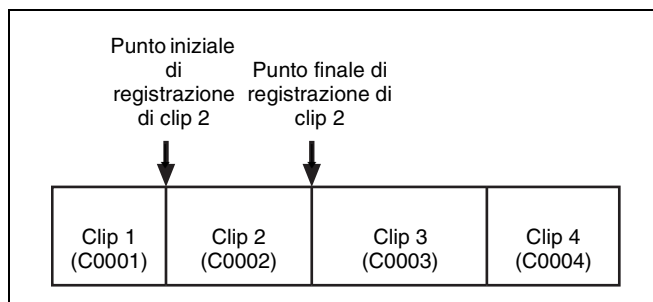 Punto iniziale
di
registrazione
di clip 2
Punto finale di
registrazione di
clip 2
Clip 1
(C0001)
Clip 2
(C0002)
Clip 3
(C0003)
Clip 4
(C0004)